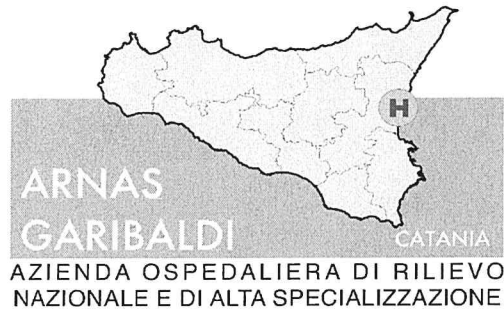 H
ARNAS
GARIBALDI
CATANIA
AZIENDA OSPEDALIERA DI RILIEVO
NAZIONALE E DI ALTA SPECIALIZZAZIONE